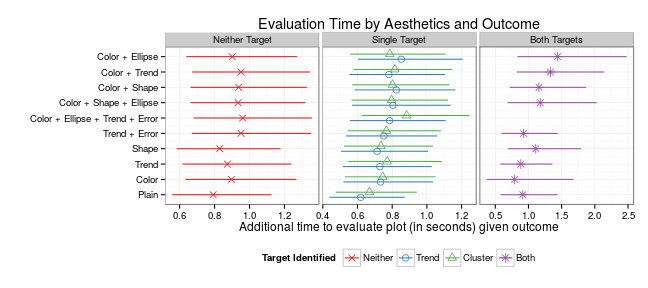 Evaluation Time by Aesthetics and Outcome
Neither Target Single Target Both Targets
Color + Ellipse
Color + Trend
Color + Shape
Color + Shape + Ellipse
Color + Ellipse + Trend + Error
Trend + Error
Shape
Trend
Color
Plain
0.6 0.8 1.0 1.2 0.4 0.6 0.8 1.0 1.2 0.5 1.0 1.5 2.0 2.5
Additional time to evaluate plot (in seconds) given outcome
Target Identified Neither Trend Cluster Both